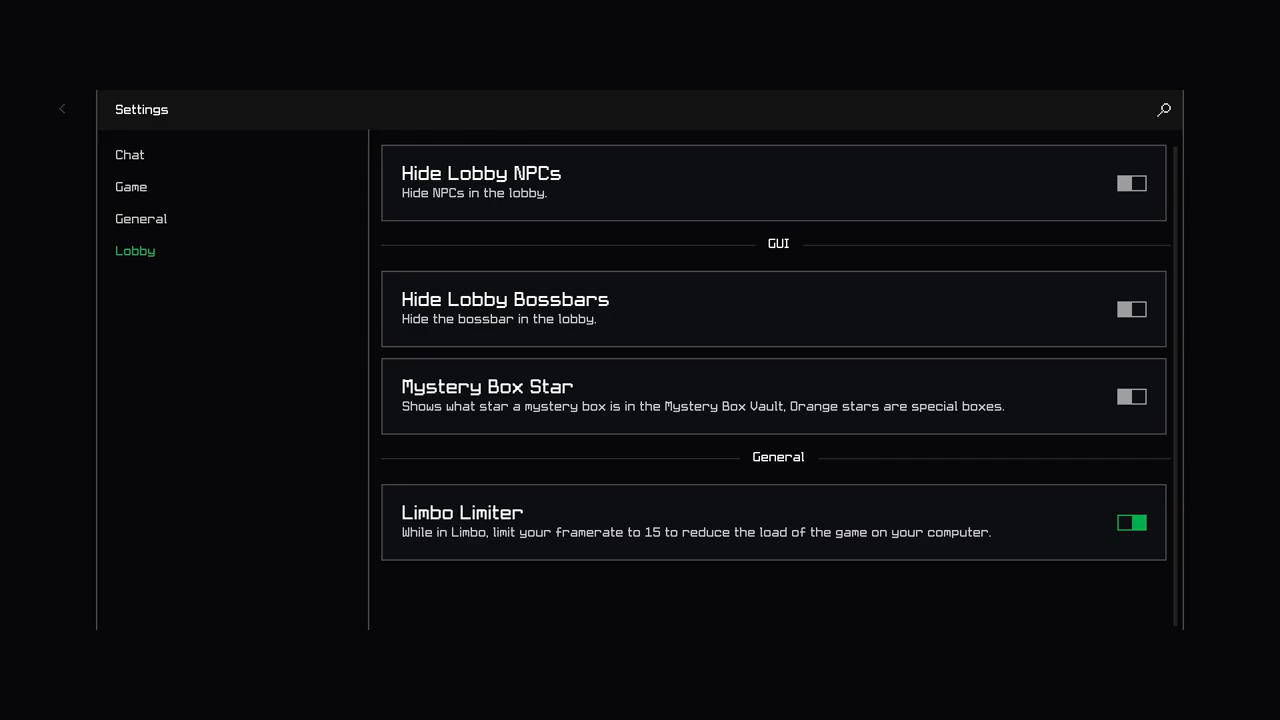 Settings
Chat
Game
General
Lobby
Hide Lobby NPCs
Hide NPCs in the lobby.
GUI
Hide Lobby Bossbars
Hide the bossbar in the lobby.
Mystery Box Star
Shows what star a mystery box is in the Mystery Box Vault, Orange stars are special boxes.
General
Limbo Limiter
While in Limbo, limit your framerate to 15 to reduce the load of the game on your computer.